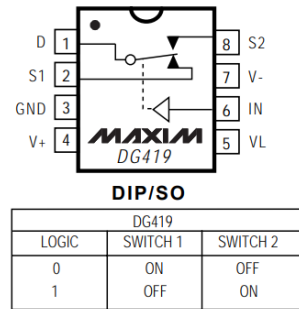 D 1 8 S2
S1 2 7 V-
GND 3 6 IN
V+ 4 5 VL
MAXIM
DG419
DIP/SO
DG419
LOGIC SWITCH 1 SWITCH 2
0 ON OFF
1 OFF ON